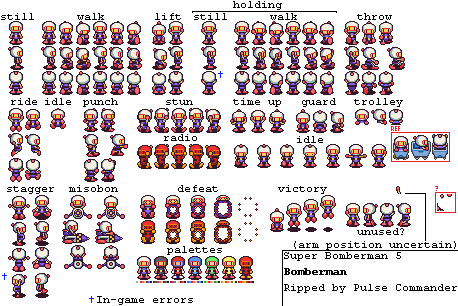 holding
still walk lift still walk throw
†
ride idle punch stun time up guard trolley
REF
radio idle
stagger misobon defeat victory
?
unused?
(arm position uncertain)
palettes
Super Bomberman 5
Bomberman
Ripped by Pulse Commander
†
†In-game errors